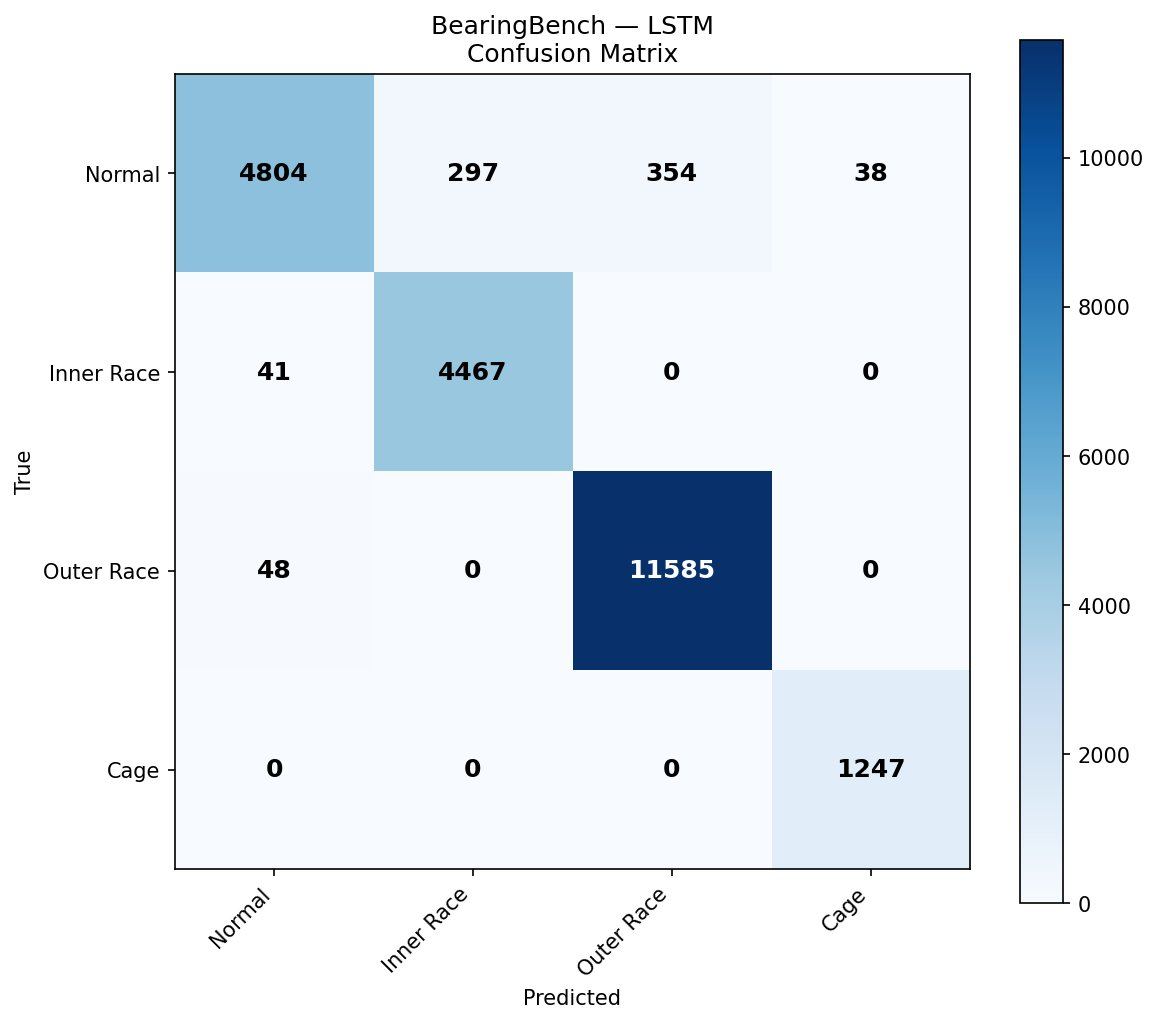 BearingBench — LSTM
Confusion Matrix
Normal 4804 297 354 38
Inner Race 41 4467 0 0
Outer Race 48 0 11585 0
Cage 0 0 0 1247
Normal Inner Race Outer Race Cage
Predicted
True
10000
8000
6000
4000
2000
0